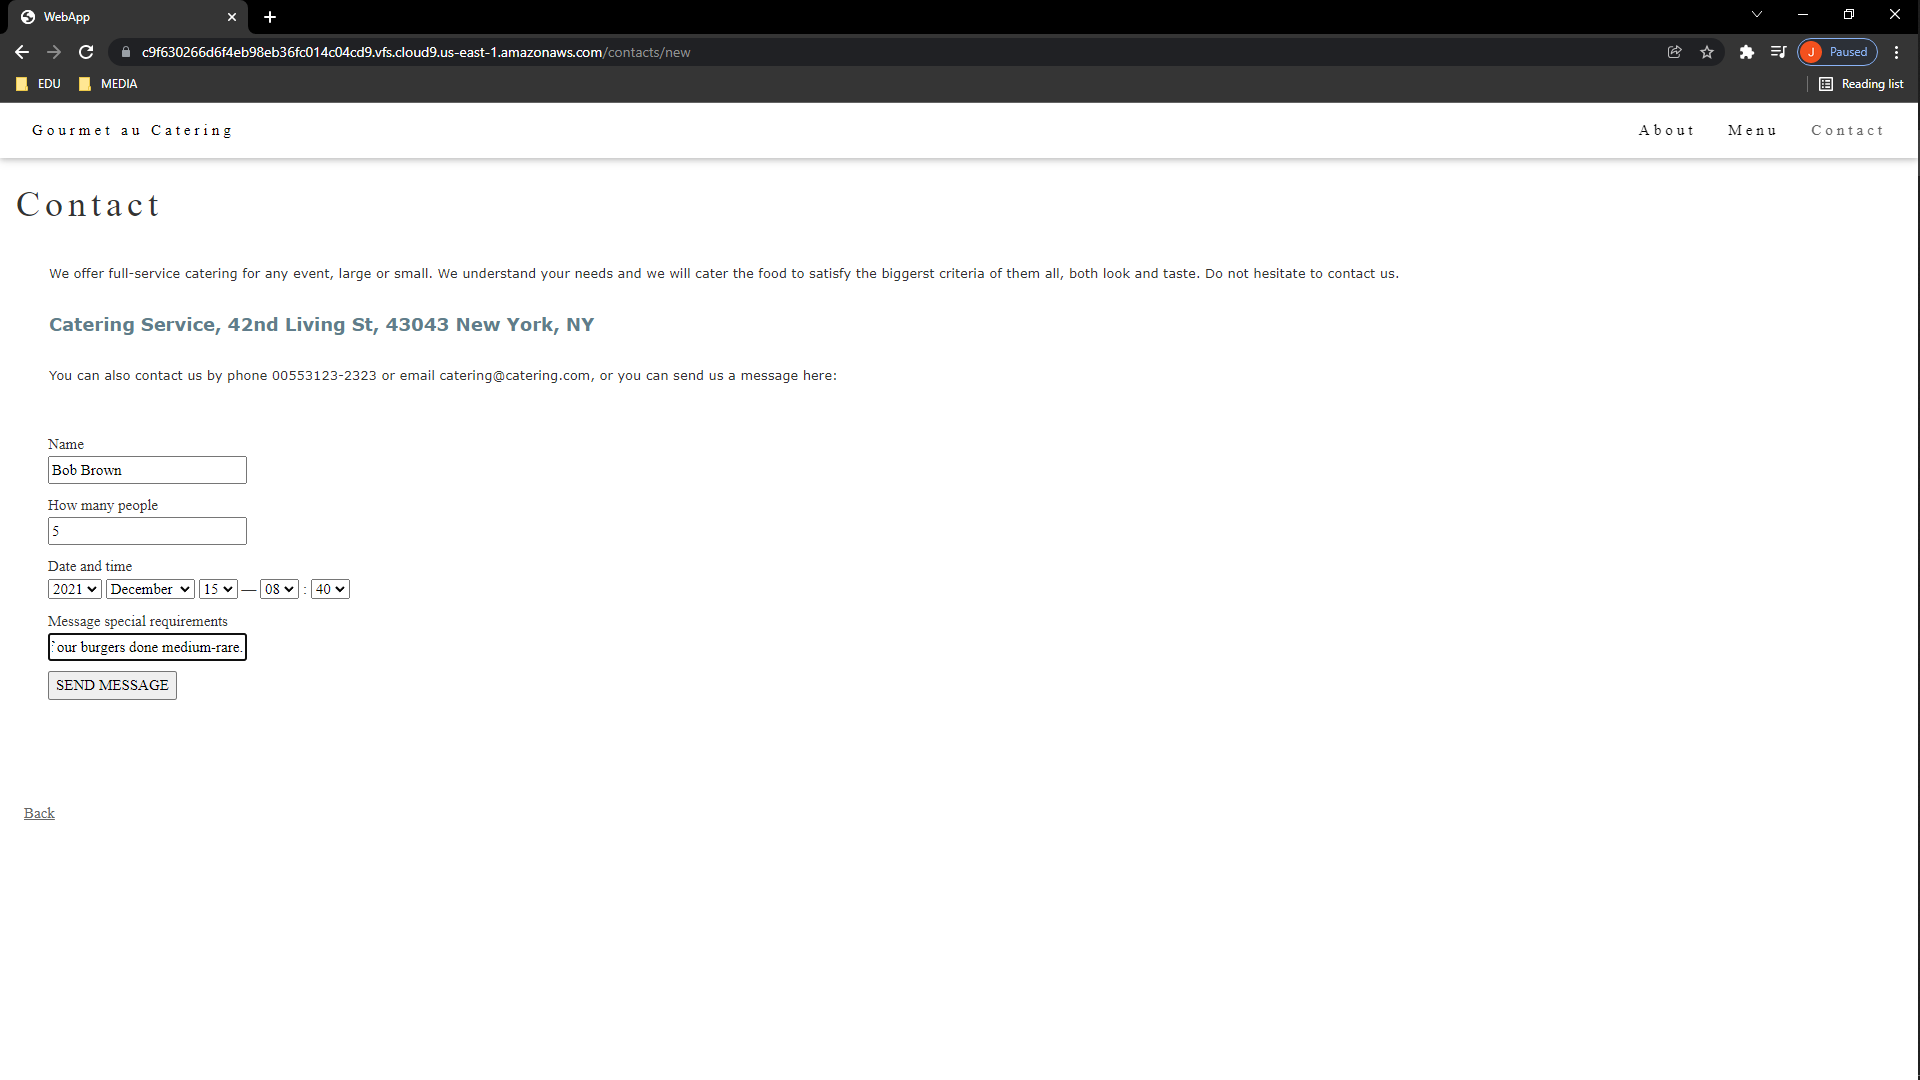 WebApp
c9f630266d6f4eb98eb36fc014c04cd9.vfs.cloud9.us-east-1.amazonaws.com/contacts/new
J Paused
EDU MEDIA
Reading list
Gourmet au Catering
About Menu Contact
Contact
We offer full-service catering for any event, large or small. We understand your needs and we will cater the food to satisfy the biggerst criteria of them all, both look and taste. Do not hesitate to contact us.
Catering Service, 42nd Living St, 43043 New York, NY
You can also contact us by phone 00553123-2323 or email catering@catering.com, or you can send us a message here:
Name
Bob Brown
How many people
5
Date and time
2021 December 15 — 08 : 40
Message special requirements
our burgers done medium-rare.
SEND MESSAGE
Back